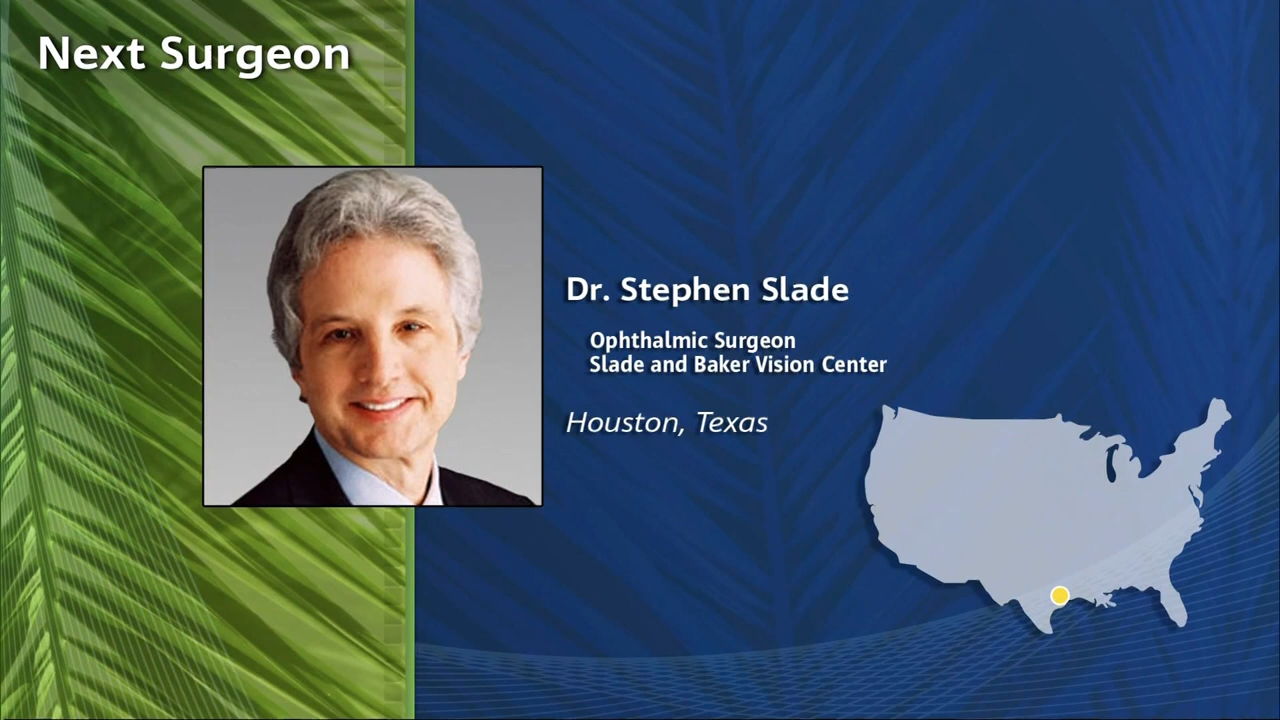 Next Surgeon
Dr. Stephen Slade
Ophthalmic Surgeon
Slade and Baker Vision Center
Houston, Texas